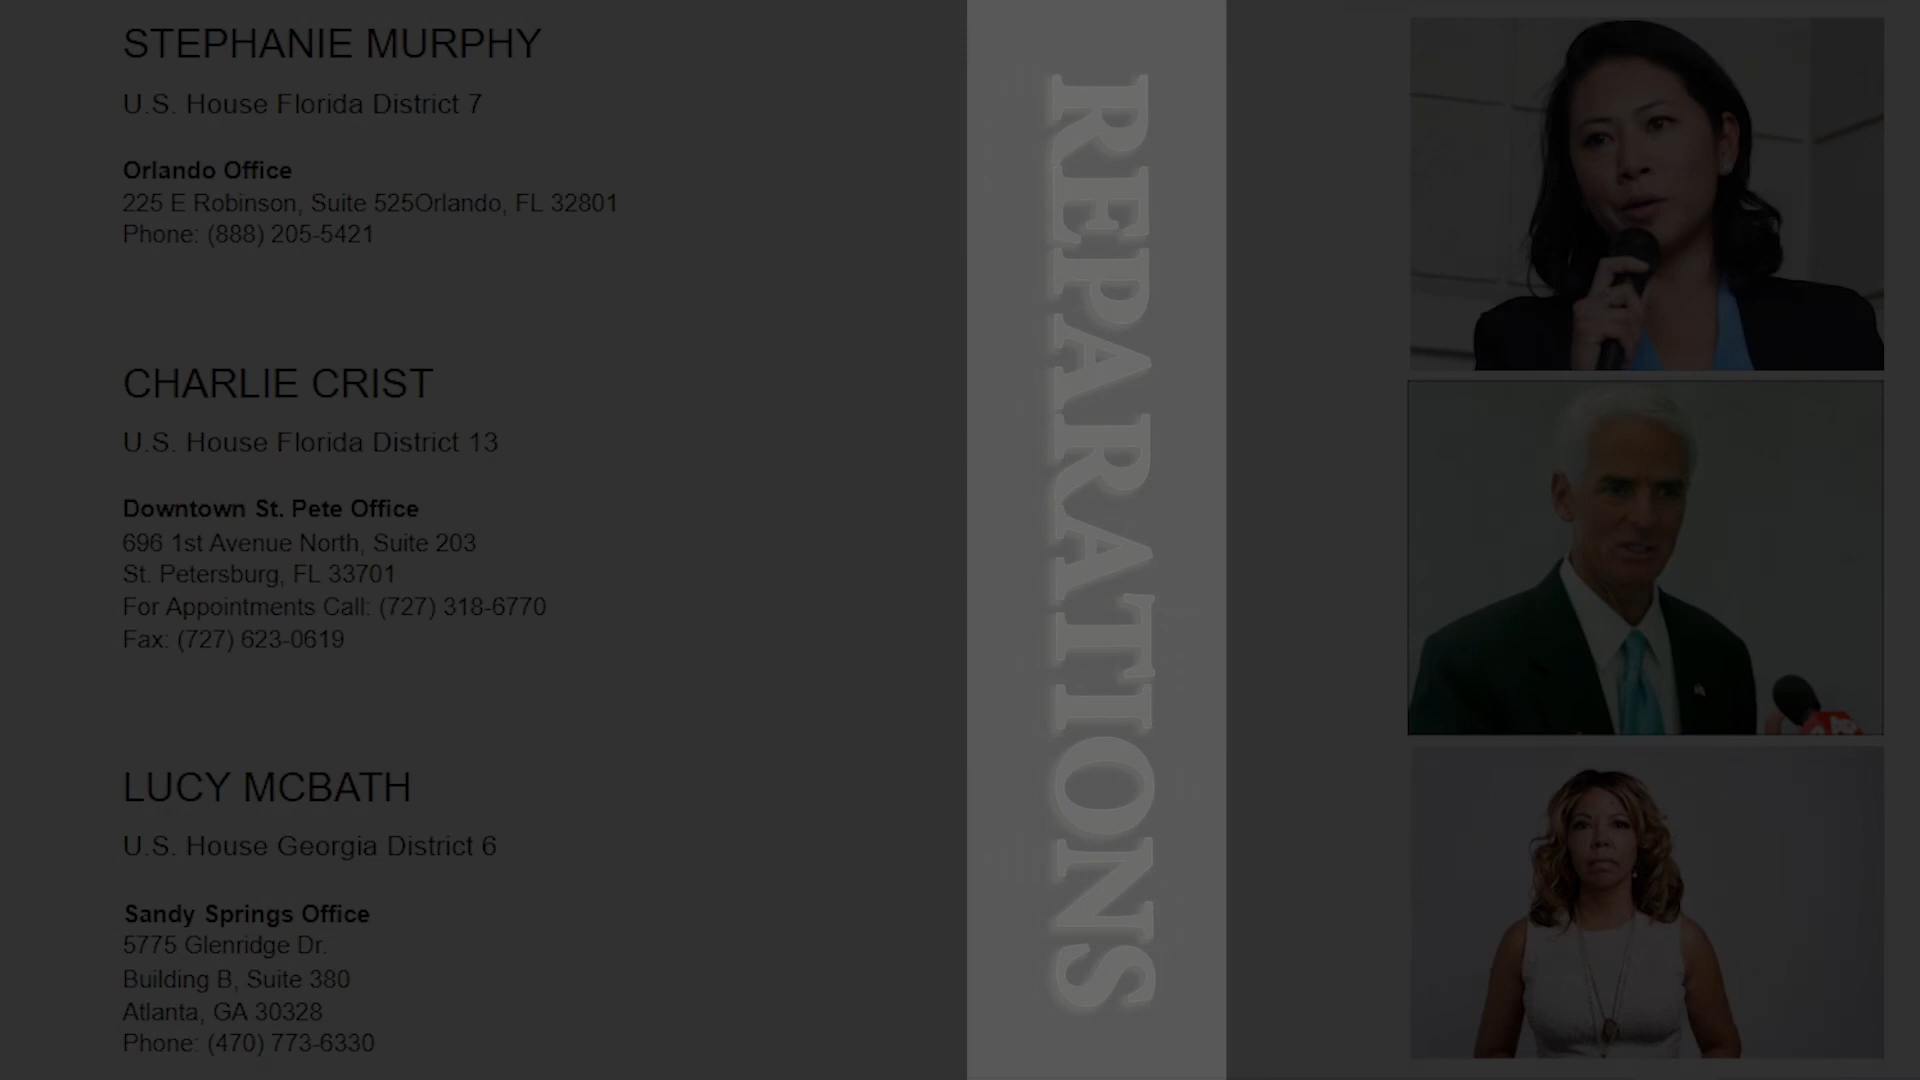 STEPHANIE MURPHY
U.S. House Florida District 7
Orlando Office
225 E Robinson, Suite 525Orlando, FL 32801
Phone: (888) 205-5421
CHARLIE CRIST
U.S. House Florida District 13
Downtown St. Pete Office
696 1st Avenue North, Suite 203
St. Petersburg, FL 33701
For Appointments Call: (727) 318-6770
Fax: (727) 623-0619
LUCY MCBATH
U.S. House Georgia District 6
Sandy Springs Office
5775 Glenridge Dr.
Building B, Suite 380
Atlanta, GA 30328
Phone: (470) 773-6330
REPARATIONS